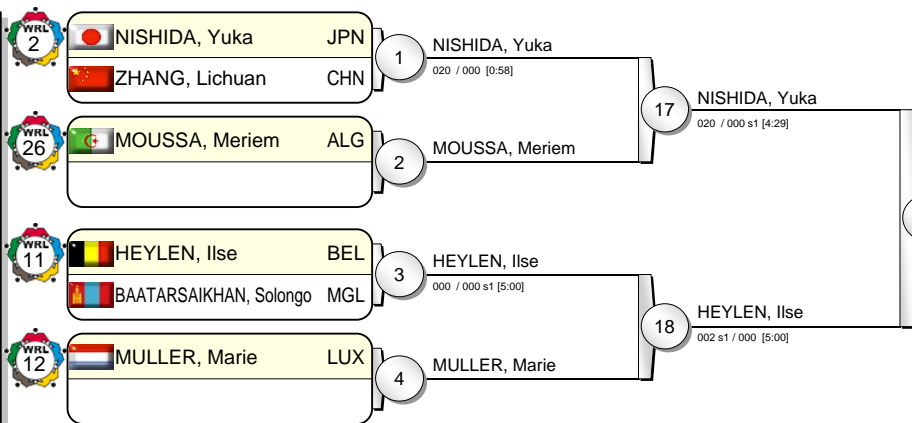 WRL
2
NISHIDA, Yuka JPN
ZHANG, Lichuan CHN
1
NISHIDA, Yuka
020 / 000 [0:58]
WRL
26
MOUSSA, Meriem ALG
2
MOUSSA, Meriem
17
NISHIDA, Yuka
020 / 000 s1 [4:29]
WRL
11
HEYLEN, Ilse BEL
BAATARSAIKHAN, Solongo MGL
3
HEYLEN, Ilse
000 / 000 s1 [5:00]
WRL
12
MULLER, Marie LUX
4
MULLER, Marie
18
HEYLEN, Ilse
002 s1 / 000 [5:00]